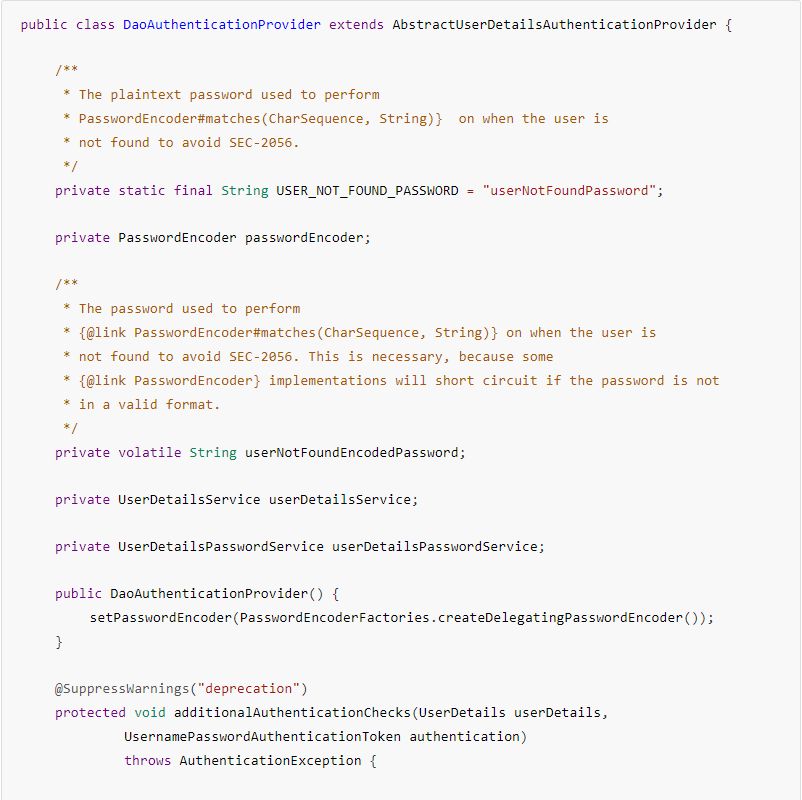 public class DaoAuthenticationProvider extends AbstractUserDetailsAuthenticationProvider {
/**
* The plaintext password used to perform
* PasswordEncoder#matches(CharSequence, String)}  on when the user is
* not found to avoid SEC-2056.
*/
private static final String USER_NOT_FOUND_PASSWORD = "userNotFoundPassword";
private PasswordEncoder passwordEncoder;
/**
* The password used to perform
* {@link PasswordEncoder#matches(CharSequence, String)} on when the user is
* not found to avoid SEC-2056. This is necessary, because some
* {@link PasswordEncoder} implementations will short circuit if the password is not
* in a valid format.
*/
private volatile String userNotFoundEncodedPassword;
private UserDetailsService userDetailsService;
private UserDetailsPasswordService userDetailsPasswordService;
public DaoAuthenticationProvider() {
setPasswordEncoder(PasswordEncoderFactories.createDelegatingPasswordEncoder());
}
@SuppressWarnings("deprecation")
protected void additionalAuthenticationChecks(UserDetails userDetails,
UsernamePasswordAuthenticationToken authentication)
throws AuthenticationException {